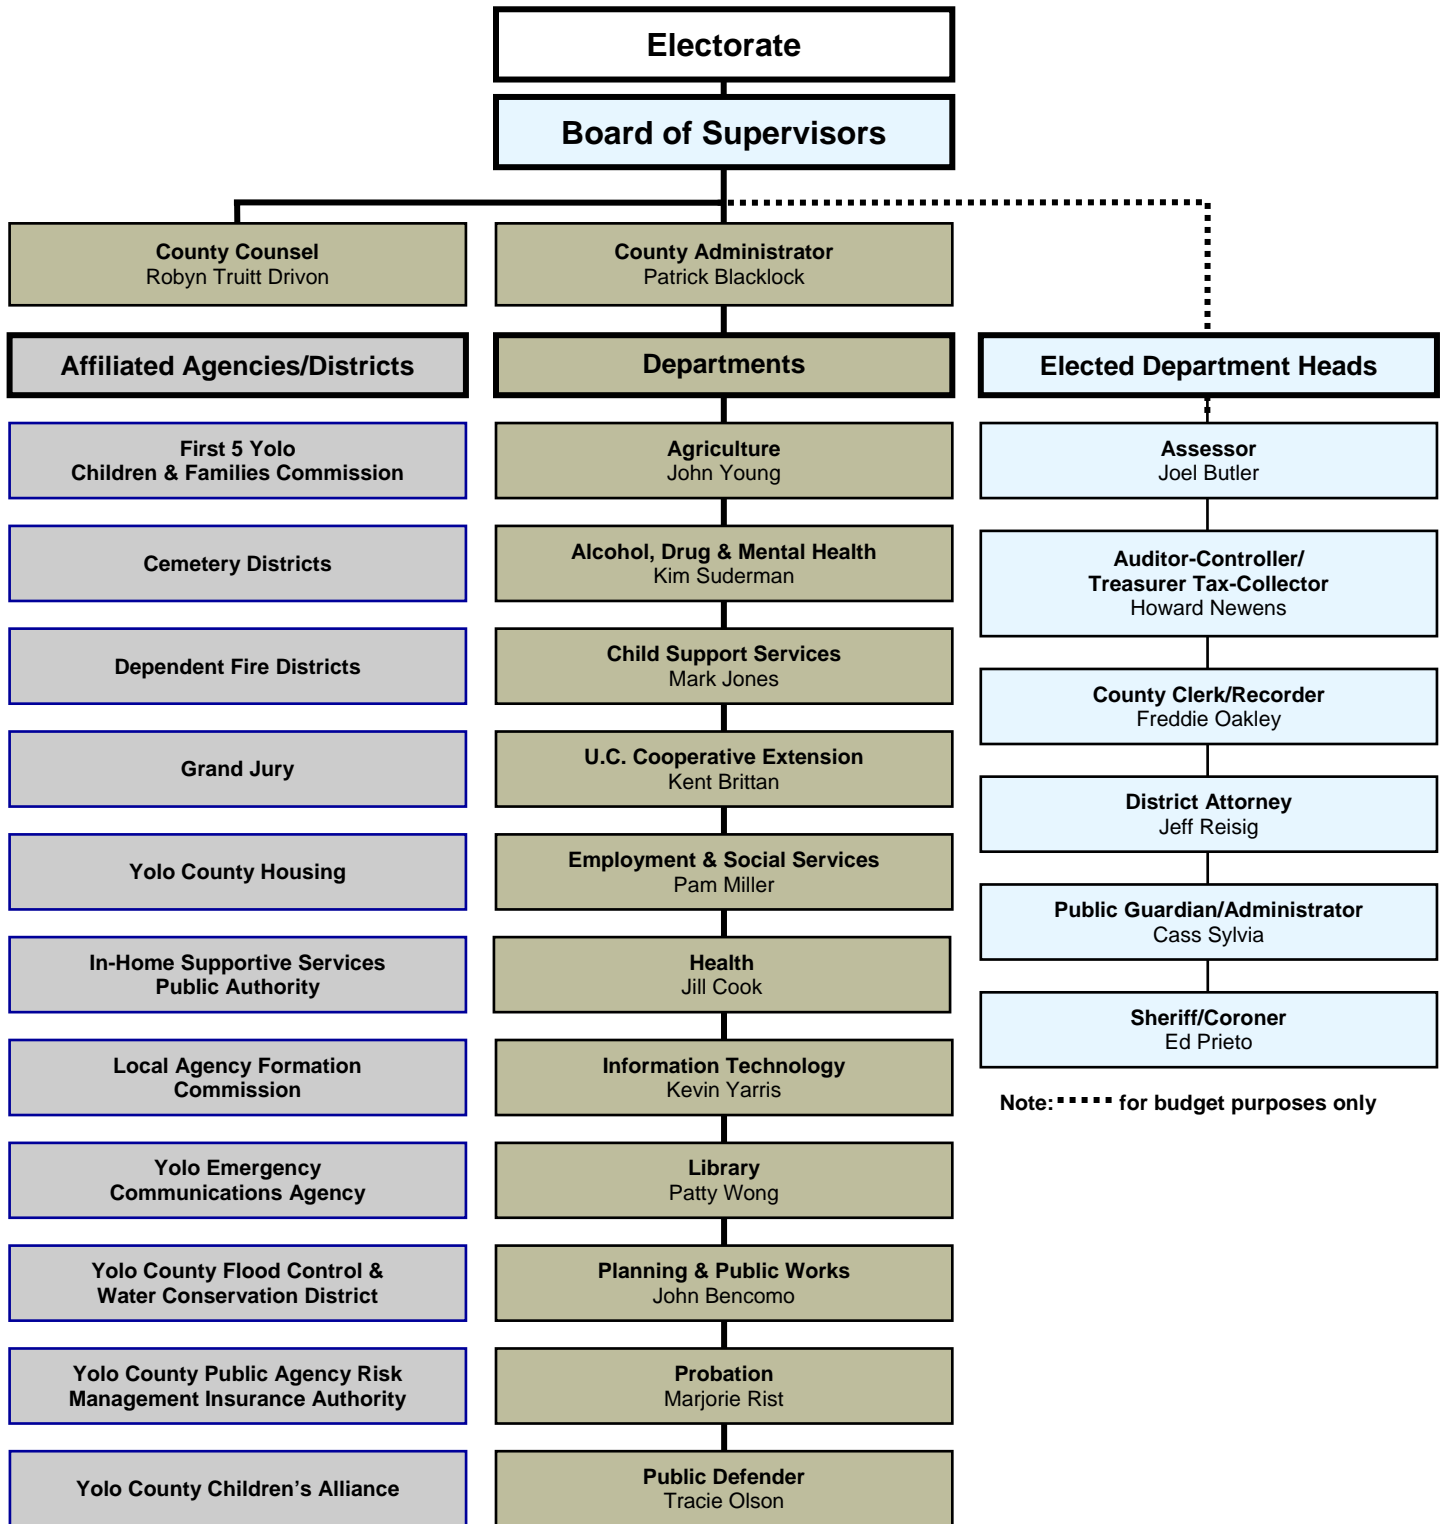 Electorate
Board of Supervisors
County Counsel
Robyn Truitt Drivon
County Administrator
Patrick Blacklock
Affiliated Agencies/Districts
Departments
Elected Department Heads
First 5 Yolo
Children & Families Commission
Cemetery Districts
Dependent Fire Districts
Grand Jury
Yolo County Housing
In-Home Supportive Services
Public Authority
Local Agency Formation
Commission
Yolo Emergency
Communications Agency
Yolo County Flood Control &
Water Conservation District
Yolo County Public Agency Risk
Management Insurance Authority
Yolo County Children's Alliance
Agriculture
John Young
Alcohol, Drug & Mental Health
Kim Suderman
Child Support Services
Mark Jones
U.C. Cooperative Extension
Kent Brittan
Employment & Social Services
Pam Miller
Health
Jill Cook
Information Technology
Kevin Yarris
Library
Patty Wong
Planning & Public Works
John Bencomo
Probation
Marjorie Rist
Public Defender
Tracie Olson
Assessor
Joel Butler
Auditor-Controller/
Treasurer Tax-Collector
Howard Newens
County Clerk/Recorder
Freddie Oakley
District Attorney
Jeff Reisig
Public Guardian/Administrator
Cass Sylvia
Sheriff/Coroner
Ed Prieto
Note: for budget purposes only